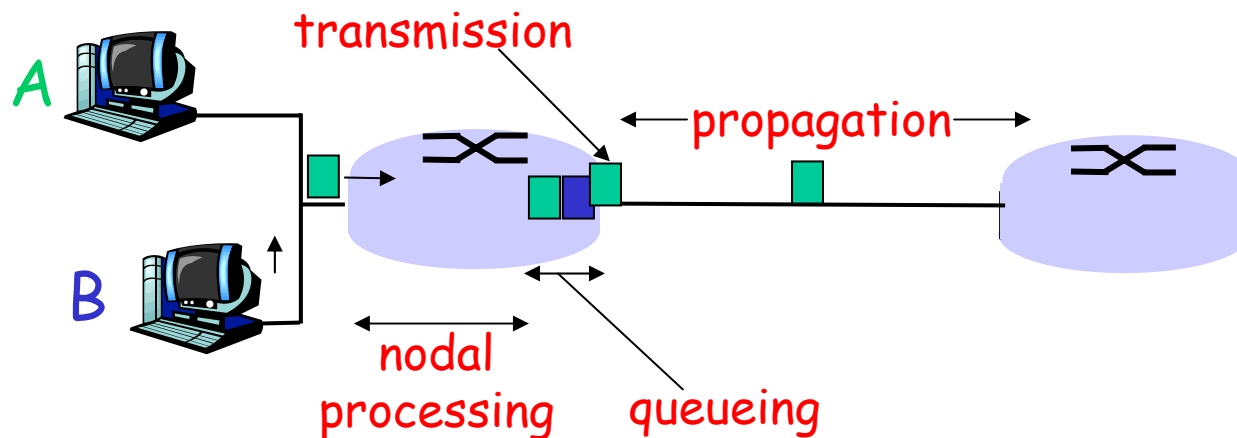 transmission
A
propagation
B
nodal
processing
queueing